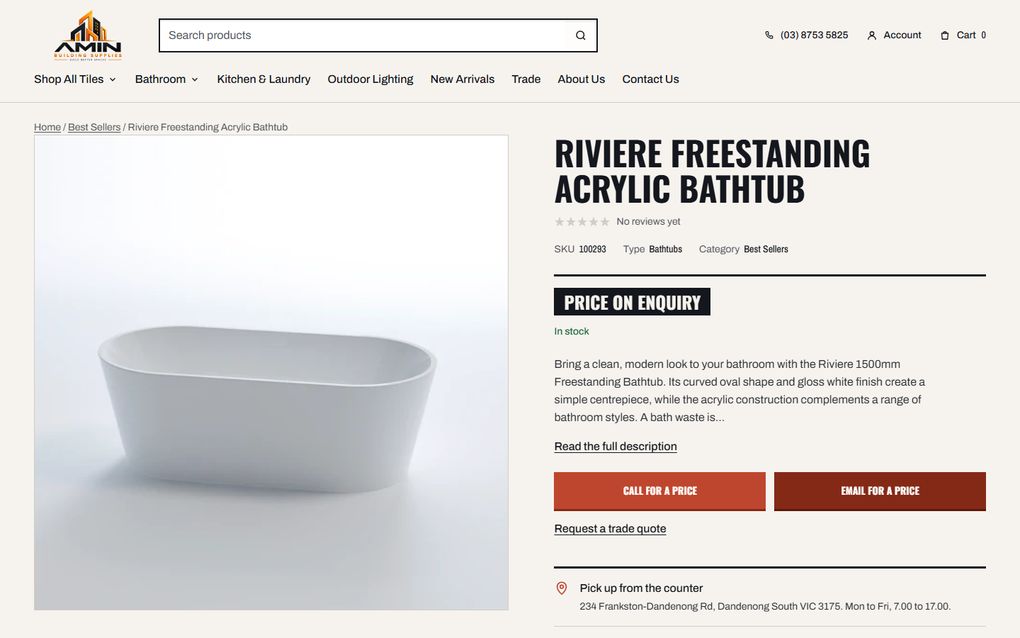 AMIN
BUILDING SUPPLIES
Search products
(03) 8753 5825
Account
Cart 0
Shop All Tiles
Bathroom
Kitchen & Laundry
Outdoor Lighting
New Arrivals
Trade
About Us
Contact Us
Home / Best Sellers / Riviere Freestanding Acrylic Bathtub
RIVIERE FREESTANDING
ACRYLIC BATHTUB
No reviews yet
SKU 100293 Type Bathtubs Category Best Sellers
PRICE ON ENQUIRY
In stock
Bring a clean, modern look to your bathroom with the Riviere 1500mm
Freestanding Bathtub. Its curved oval shape and gloss white finish create a
simple centrepiece, while the acrylic construction complements a range of
bathroom styles. A bath waste is...
Read the full description
CALL FOR A PRICE
EMAIL FOR A PRICE
Request a trade quote
Pick up from the counter
234 Frankston-Dandenong Rd, Dandenong South VIC 3175. Mon to Fri, 7.00 to 17.00.